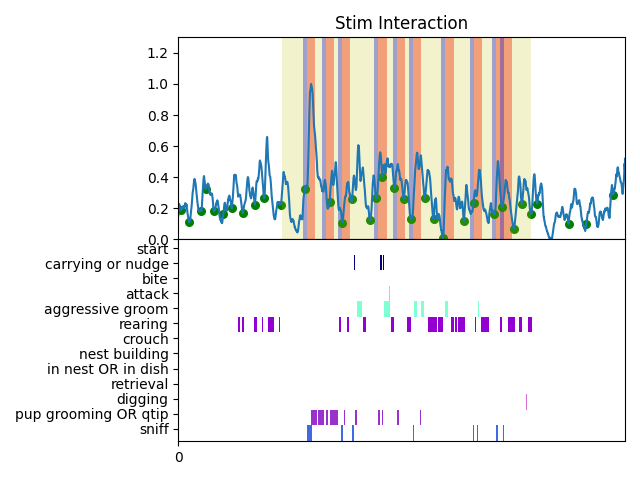 Stim Interaction
1.2
1.0
0.8
0.6
0.4
0.2
0.0
start
carrying or nudge
bite
attack
aggressive groom
rearing
crouch
nest building
in nest OR in dish
retrieval
digging
pup grooming OR qtip
sniff
0